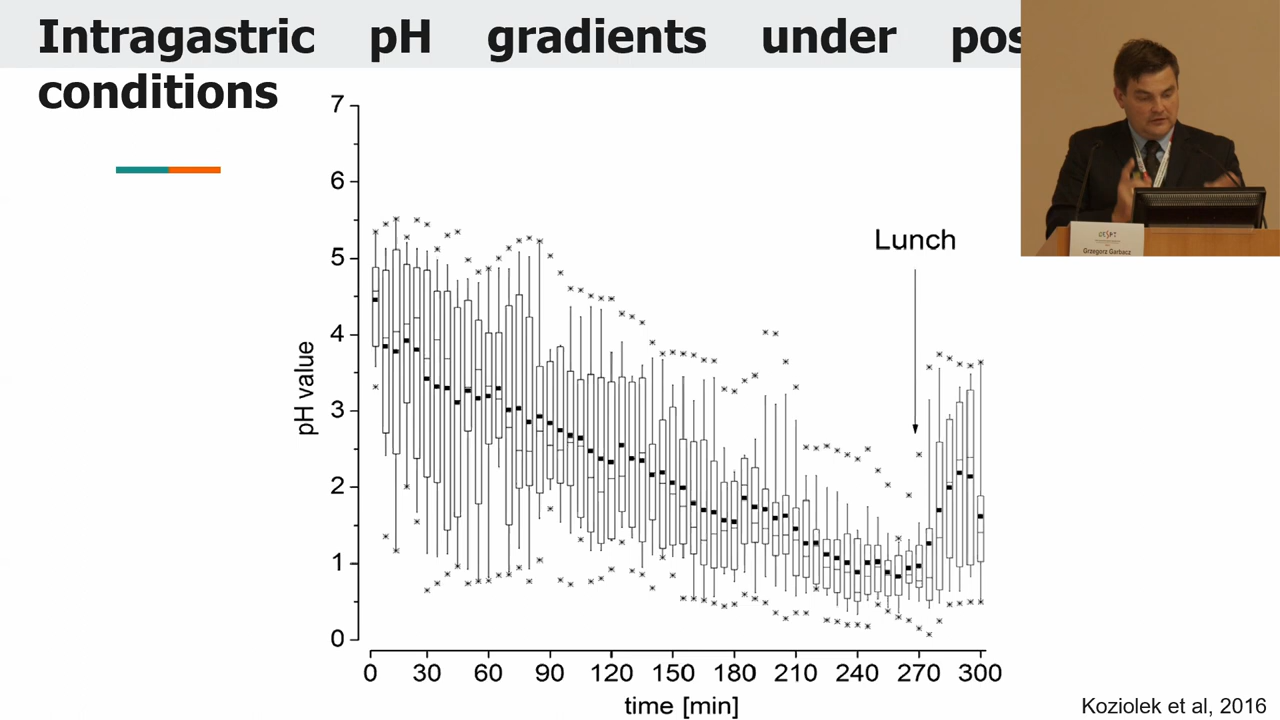 Intragastric pH gradients under pos
conditions
7
6
5
4
3
2
1
0
pH value
Lunch
0 30 60 90 120 150 180 210 240 270 300
time [min]
Koziolek et al, 2016
Grzegorz Garbacz